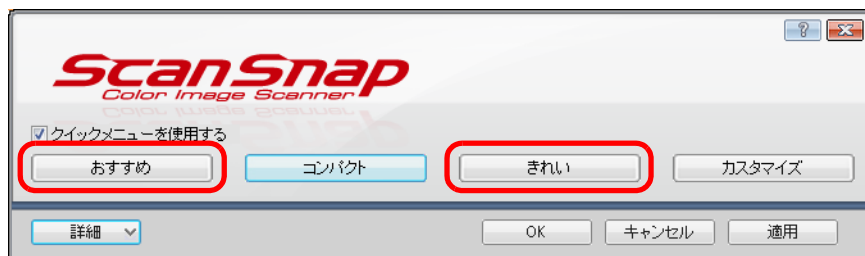 ScanSnap
Color Image Scanner
クイックメニューを使用する
おすすめ コンパクト きれい カスタマイズ
詳細 OK キャンセル 適用